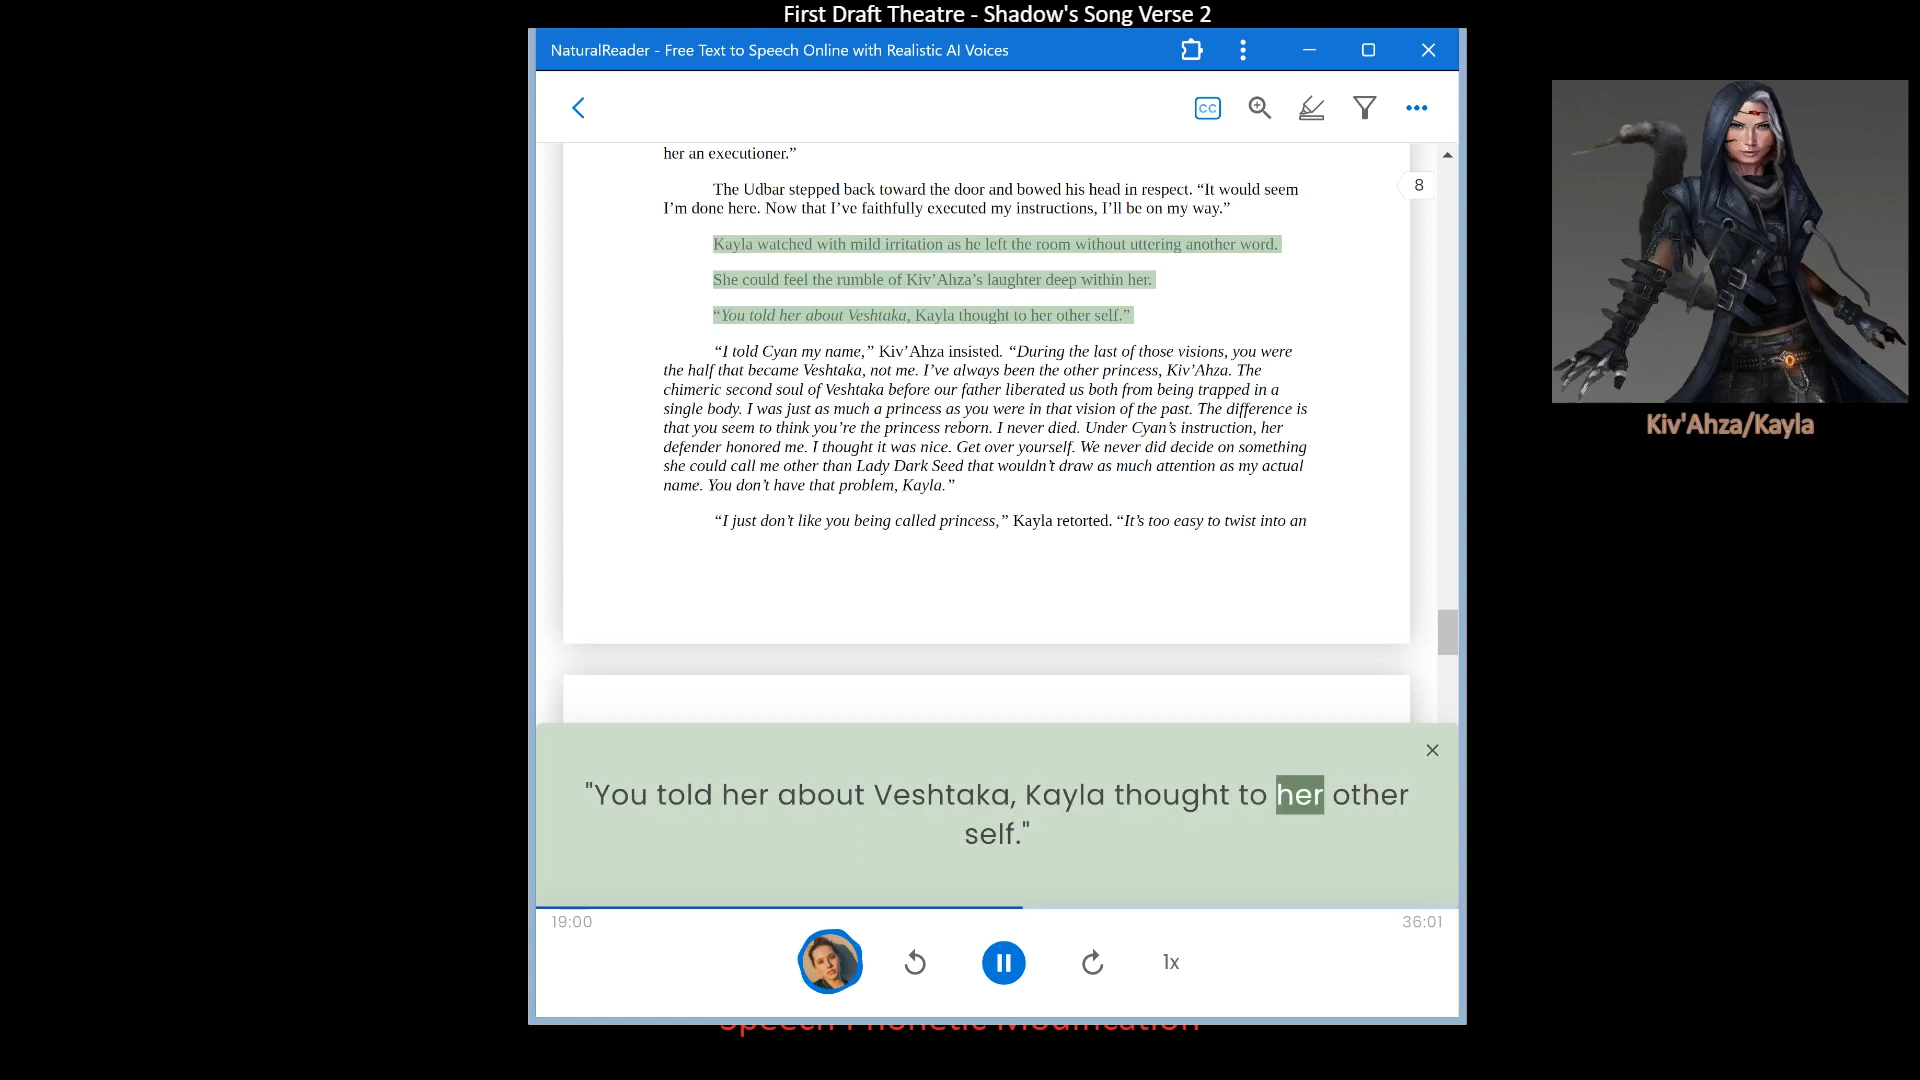 First Draft Theatre - Shadow's Song Verse 2
NaturalReader - Free Text to Speech Online with Realistic AI Voices
CC
her an executioner.”
8
The Udbar stepped back toward the door and bowed his head in respect. “It would seem
I’m done here. Now that I’ve faithfully executed my instructions, I’ll be on my way.”
Kayla watched with mild irritation as he left the room without uttering another word.
She could feel the rumble of Kiv’Ahza’s laughter deep within her.
“You told her about Veshtaka, Kayla thought to her other self.”
“I told Cyan my name,” Kiv’Ahza insisted. “During the last of those visions, you were
the half that became Veshtaka, not me. I’ve always been the other princess, Kiv’Ahza. The
chimeric second soul of Veshtaka before our father liberated us both from being trapped in a
single body. I was just as much a princess as you were in that vision of the past. The difference is
that you seem to think you’re the princess reborn. I never died. Under Cyan’s instruction, her
defender honored me. I thought it was nice. Get over yourself. We never did decide on something
she could call me other than Lady Dark Seed that wouldn’t draw as much attention as my actual
name. You don’t have that problem, Kayla.”
“I just don’t like you being called princess,” Kayla retorted. “It’s too easy to twist into an
Kiv'Ahza/Kayla
"You told her about Veshtaka, Kayla thought to her other
self."
19:00
36:01
1x
Speech Phonetic Modification